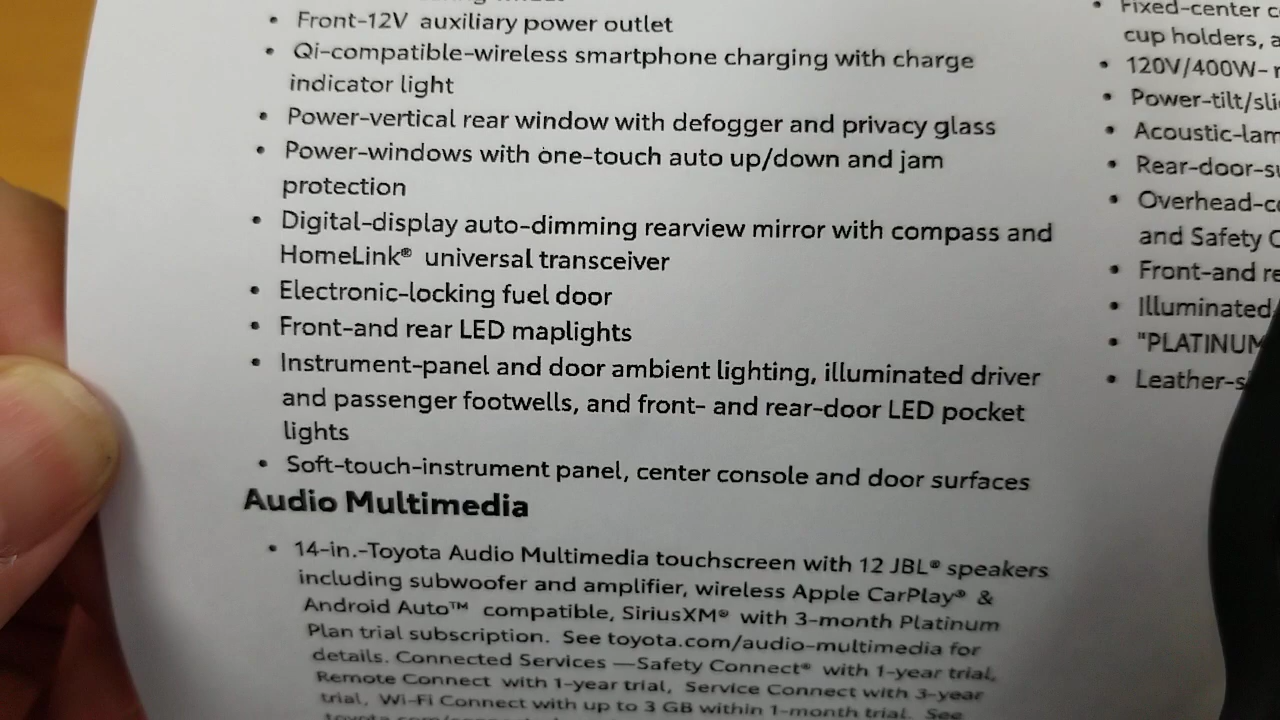 • Front-12V auxiliary power outlet
• Qi-compatible-wireless smartphone charging with charge
indicator light
• Power-vertical rear window with defogger and privacy glass
• Power-windows with one-touch auto up/down and jam
protection
• Digital-display auto-dimming rearview mirror with compass and
HomeLink® universal transceiver
• Electronic-locking fuel door
• Front-and rear LED maplights
• Instrument-panel and door ambient lighting, illuminated driver
and passenger footwells, and front- and rear-door LED pocket
lights
• Soft-touch-instrument panel, center console and door surfaces
Audio Multimedia
• 14-in.-Toyota Audio Multimedia touchscreen with 12 JBL® speakers
including subwoofer and amplifier, wireless Apple CarPlay® &
Android Auto™ compatible, SiriusXM® with 3-month Platinum
Plan trial subscription. See toyota.com/audio-multimedia for
details. Connected Services —Safety Connect® with 1-year trial,
Remote Connect with 1-year trial, Service Connect with 3-year
trial, Wi-Fi Connect with up to 3 GB within 1-month trial. See
• Fixed-center
cup holders,
• 120V/400W-
• Power-tilt/
• Acoustic-
• Rear-door-
• Overhead-
and Safety
• Front-and
• Illuminated
• "PLATINUM
• Leather-